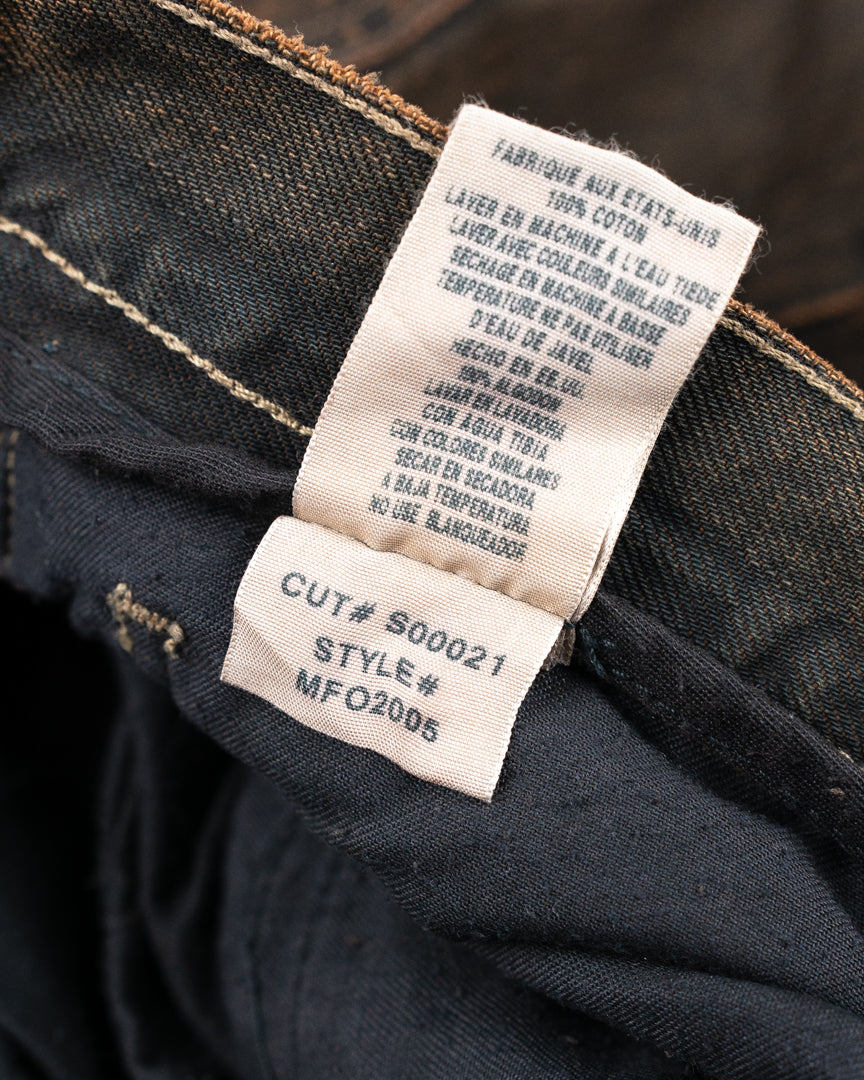 FABRIQUE AUX ETATS-UNIS
100% COTON
LAVER EN MACHINE A L'EAU TIEDE
LAVER AVEC COULEURS SIMILAIRES
SECHAGE EN MACHINE A BASSE
TEMPERATURE NE PAS UTILISER
D'EAU DE JAVEL
HECHO EN EE.UU.
100% ALGODON
LAVAR EN LAVADORA
CON AGUA TIBIA
CON COLORES SIMILARES
SECAR EN SECADORA
A BAJA TEMPERATURA
NO USE BLANQUEADOR
CUT# S00021
STYLE#
MFO2005